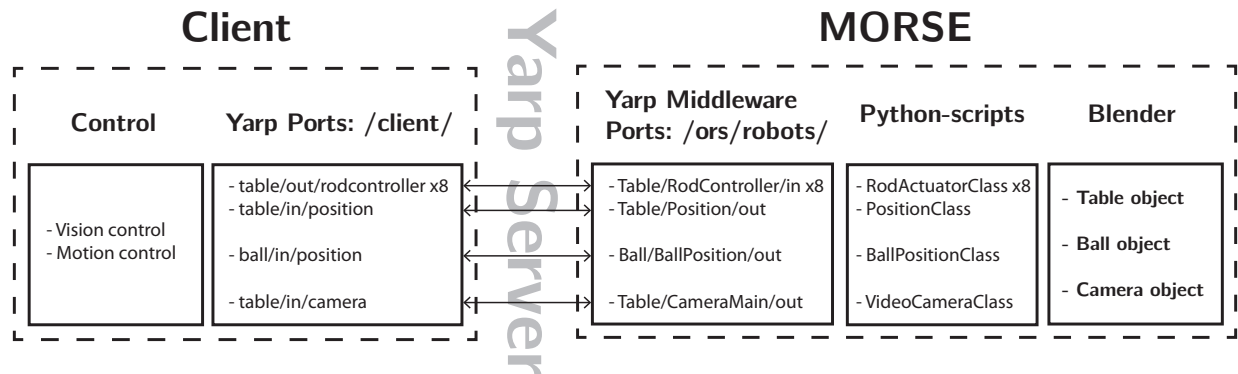 Client
MORSE
Yarp Server
Control
Yarp Ports: /client/
Yarp Middleware
Ports: /ors/robots/
Python-scripts
Blender
- Vision control
- Motion control
- table/out/rodcontroller x8
- table/in/position
- ball/in/position
- table/in/camera
- Table/RodController/in x8
- Table/Position/out
- Ball/BallPosition/out
- Table/CameraMain/out
- RodActuatorClass x8
- PositionClass
- BallPositionClass
- VideoCameraClass
- Table object
- Ball object
- Camera object